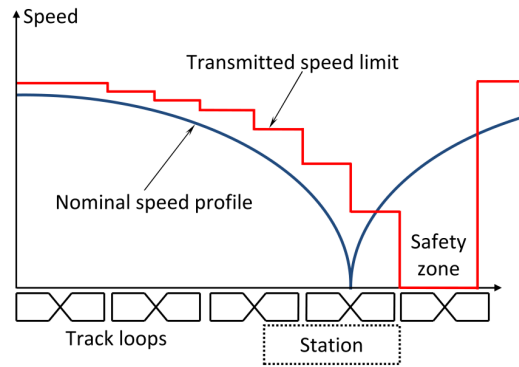 Speed
Transmitted speed limit
Nominal speed profile
Safety
zone
Track loops
Station